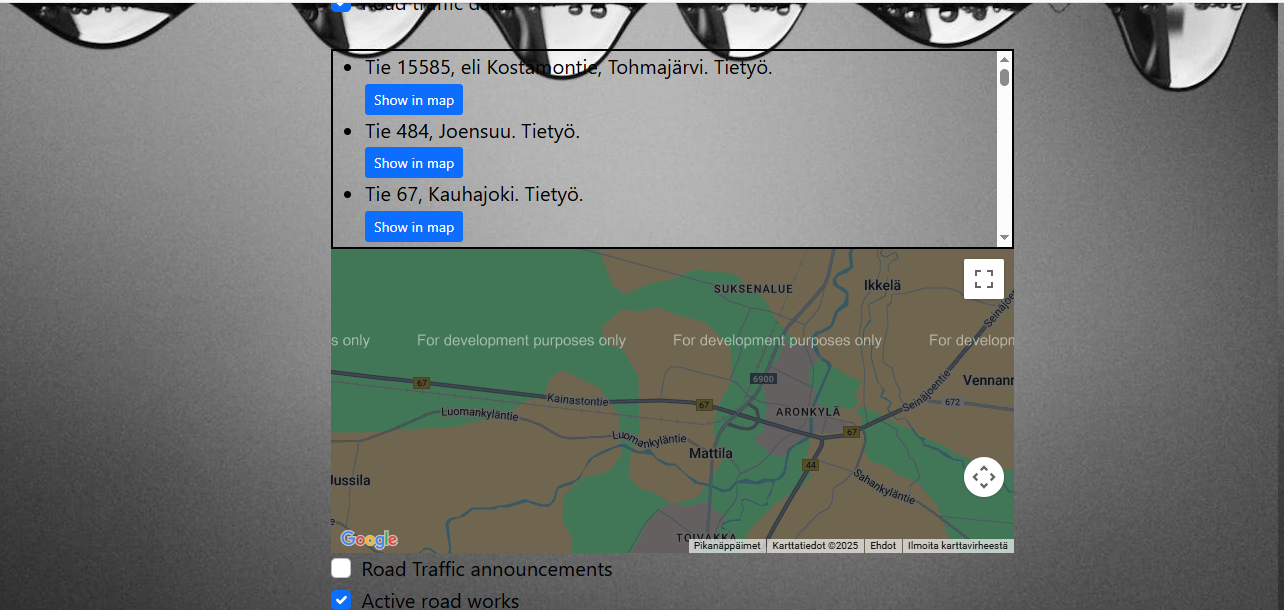 Road traffic data
Tie 15585, eli Kostamontie, Tohmajärvi. Tietyö.
Show in map
Tie 484, Joensuu. Tietyö.
Show in map
Tie 67, Kauhajoki. Tietyö.
Show in map
SUKSENALUE
Ikkelä
Seinäjoe
s only
For development purposes only
For development purposes only
For developm
6900
Vennann
67
Kainastontie
67
Seinäjoentie
672
Luomankyläntie
ARONKYLÄ
67
Luomankyläntie
Mattila
44
Jussila
Sahankyläntie
e
TOIVAKKA
Google
Pikanäppäimet
Karttatiedot ©2025
Ehdot
Ilmoita karttavirheestä
Road Traffic announcements
Active road works